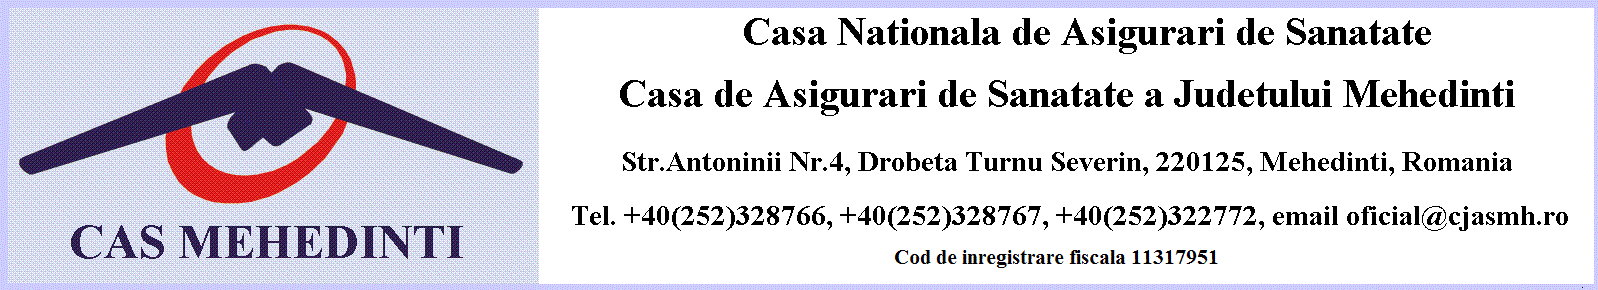 Casa Nationala de Asigurari de Sanatate
Casa de Asigurari de Sanatate a Judetului Mehedinti
Str.Antoninii Nr.4, Drobeta Turnu Severin, 220125, Mehedinti, Romania
Tel. +40(252)328766, +40(252)328767, +40(252)322772, email oficial@cjasmh.ro
Cod de inregistrare fiscala 11317951
CAS MEHEDINTI